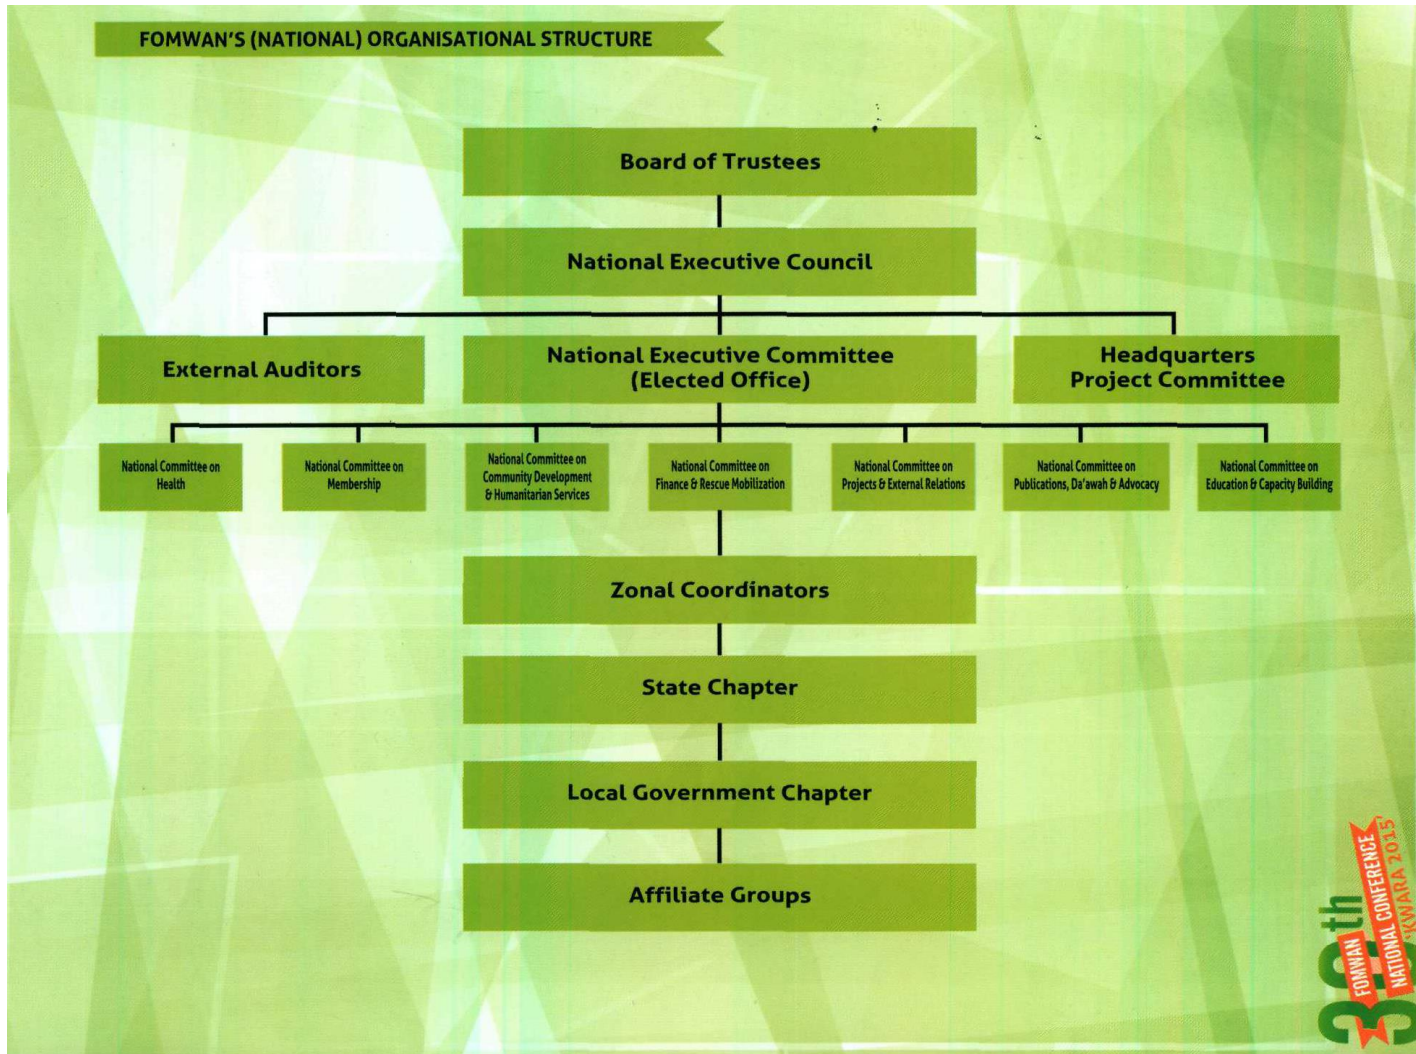 FOMWAN'S (NATIONAL) ORGANISATIONAL STRUCTURE
Board of Trustees
National Executive Council
External Auditors
National Executive Committee
(Elected Office)
Headquarters
Project Committee
National Committee on
Health
National Committee on
Membership
National Committee on
Community Development
& Humanitarian Services
National Committee on
Finance & Rescue Mobilization
National Committee on
Projects & External Relations
National Committee on
Publications, Da'awah & Advocacy
National Committee on
Education & Capacity Building
Zonal Coordinators
State Chapter
Local Government Chapter
Affiliate Groups
30th
FOMWAN
NATIONAL CONFERENCE
'KWARA 2015'